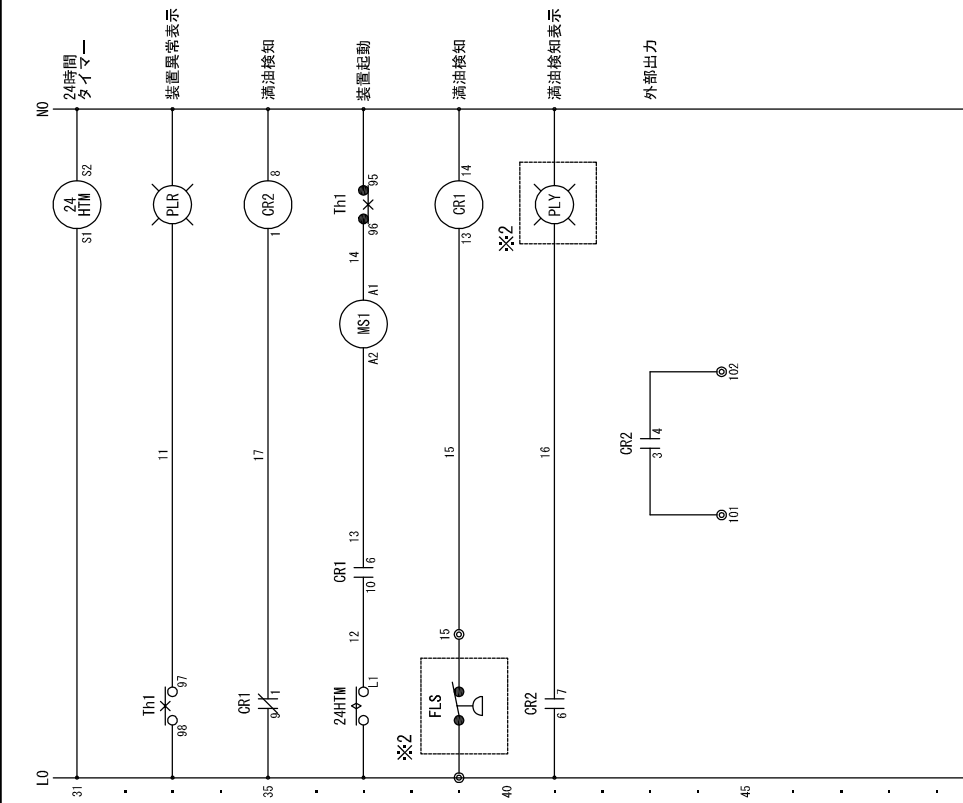 L0
N0
31
35
40
45
24
HTM
S1
S2
24時間
タイマー
Th1
98
97
11
PLR
装置異常表示
CR1
9
1
17
CR2
1
8
満油検知
24HTM
L1
12
CR1
10
6
13
MS1
A2
A1
14
Th1
96
95
装置起動
※2
FLS
15
15
CR1
13
14
満油検知
CR2
6
7
16
※2
PLY
満油検知表示
CR2
3
4
101
102
外部出力